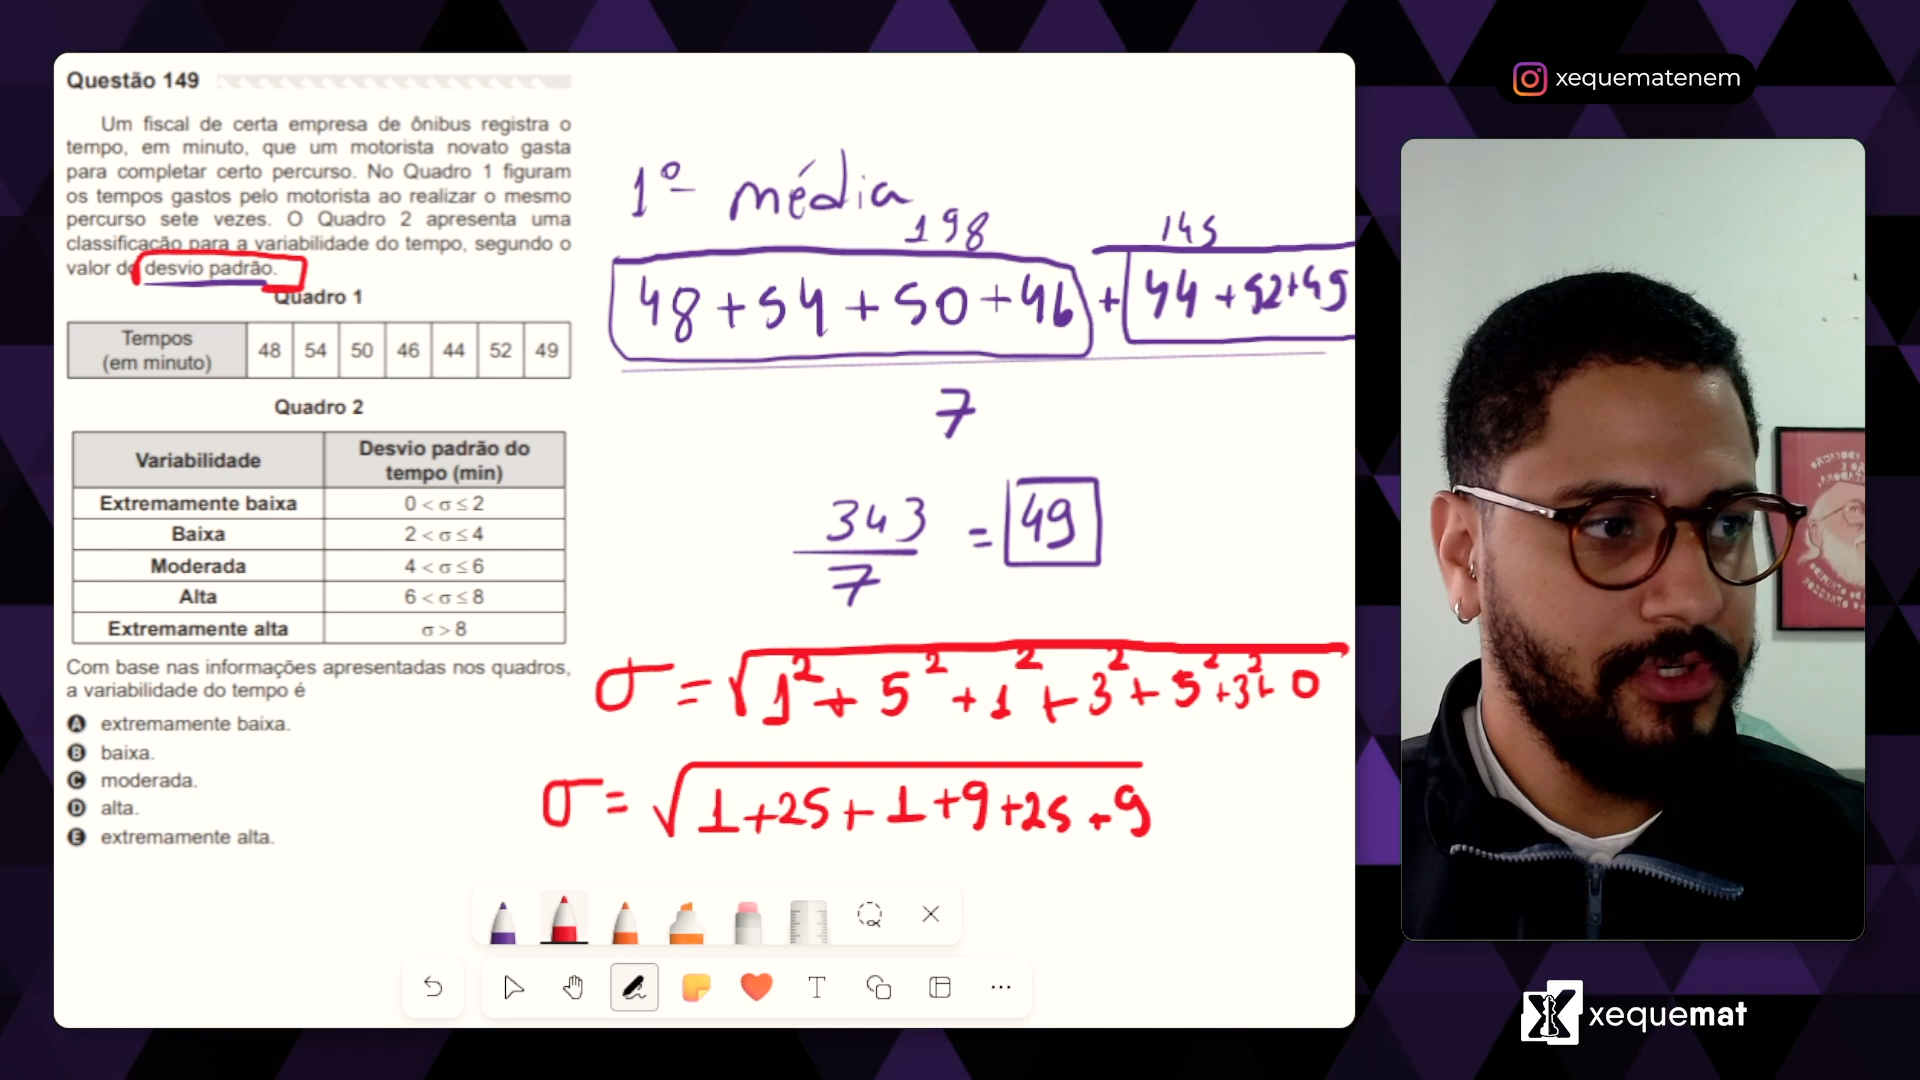 Questão 149
Um fiscal de certa empresa de ônibus registra o
tempo, em minuto, que um motorista novato gasta
para completar certo percurso. No Quadro 1 figuram
os tempos gastos pelo motorista ao realizar o mesmo
percurso sete vezes. O Quadro 2 apresenta uma
classificação para a variabilidade do tempo, segundo o
valor do desvio padrão.
Quadro 1
Tempos (em minuto) 48 54 50 46 44 52 49
Quadro 2
Variabilidade Desvio padrão do tempo (min)
Extremamente baixa 0 < σ ≤ 2
Baixa 2 < σ ≤ 4
Moderada 4 < σ ≤ 6
Alta 6 < σ ≤ 8
Extremamente alta σ > 8
Com base nas informações apresentadas nos quadros,
a variabilidade do tempo é
A extremamente baixa.
B baixa.
C moderada.
D alta.
E extremamente alta.
1º média
198 145
48 + 54 + 50 + 46 + 44 + 52 + 49
7
343 = 49
7
σ = √1² + 5² + 1² + 3² + 5² + 3² + 0
σ = √1 + 25 + 1 + 9 + 25 + 9
T
xequematenem
xequemat